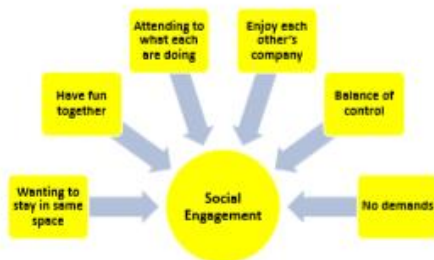 Attending to
what each
are doing
Enjoy each
other's
company
Have fun
together
Balance of
control
Wanting to
stay in same
space
Social
Engagement
No demands